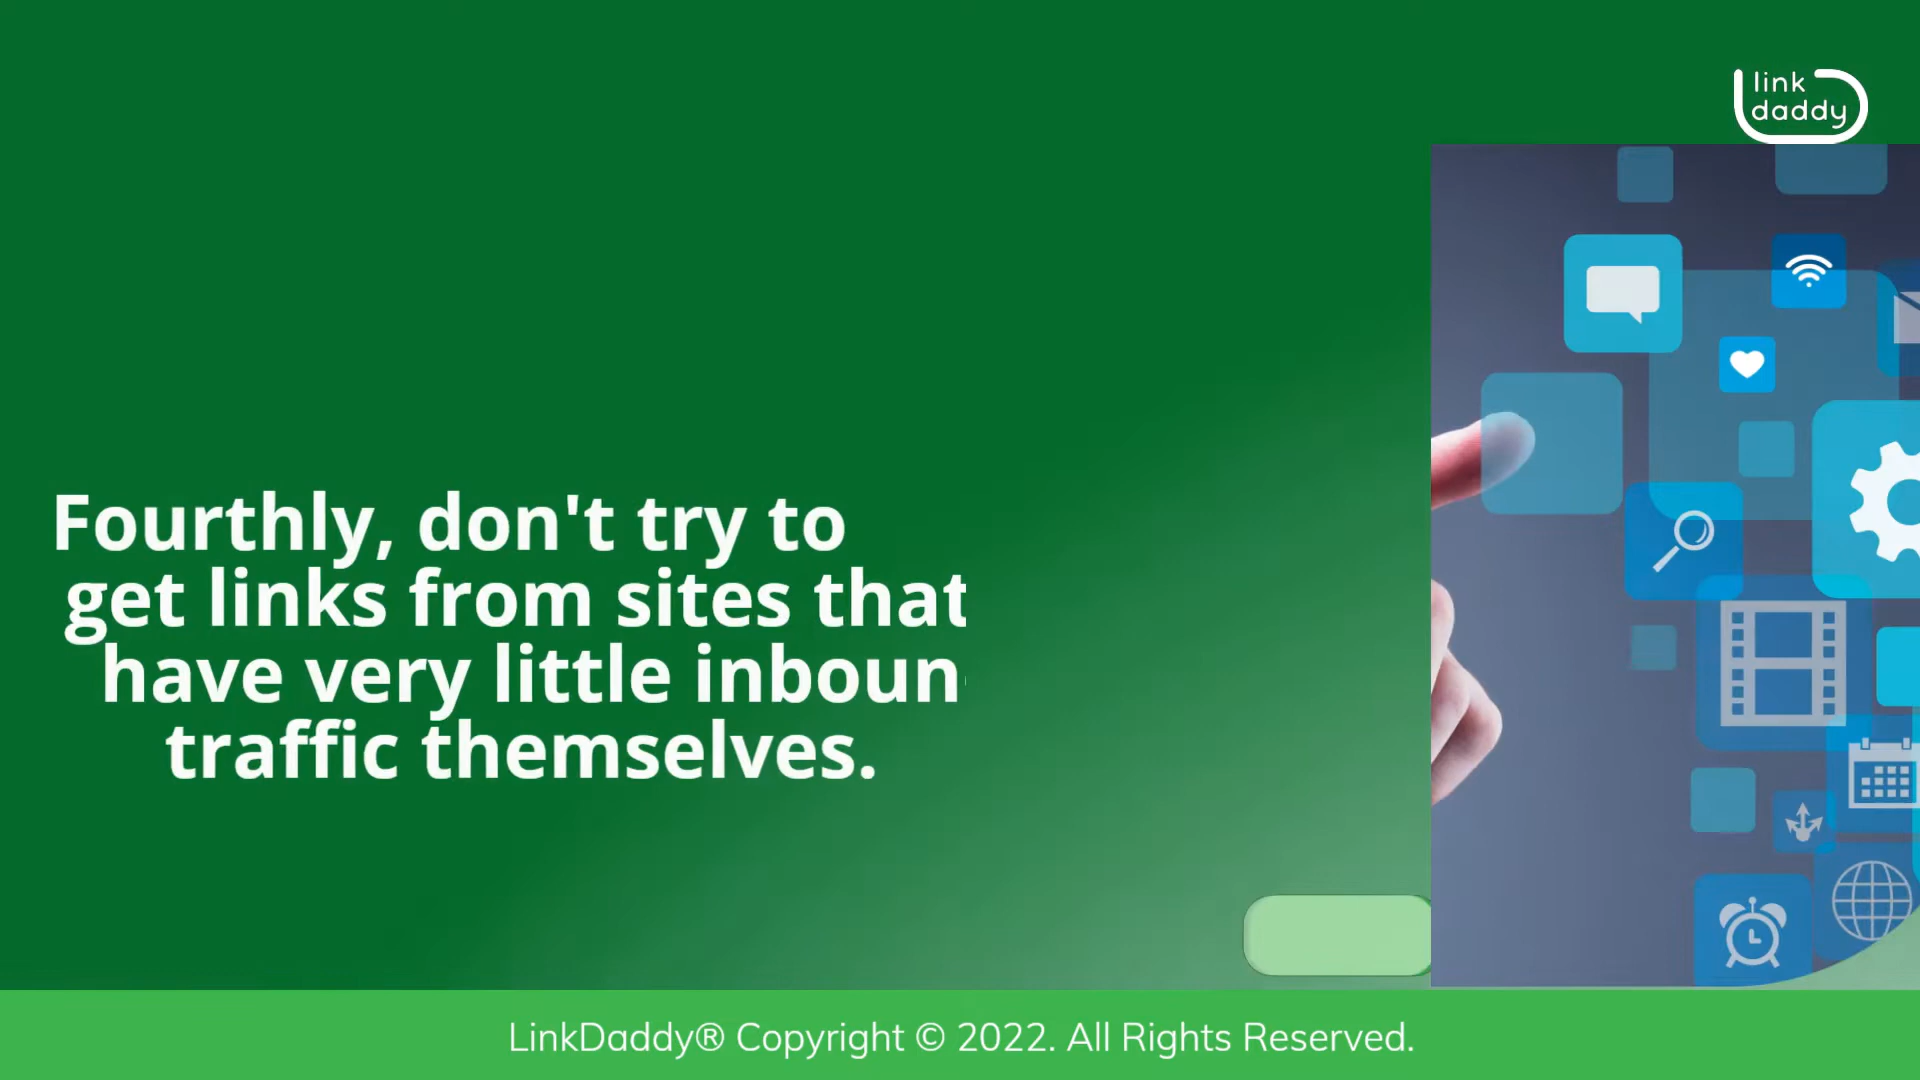 link
daddy
Fourthly, don't try to
get links from sites that
have very little inboun
traffic themselves.
LinkDaddy® Copyright © 2022. All Rights Reserved.